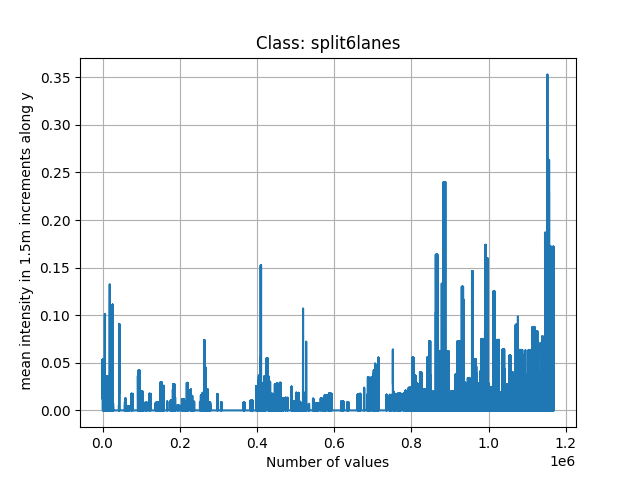 Class: split6lanes
0.35
0.30
0.25
0.20
0.15
0.10
0.05
0.00
mean intensity in 1.5m increments along y
0.0 0.2 0.4 0.6 0.8 1.0 1.2
1e6
Number of values